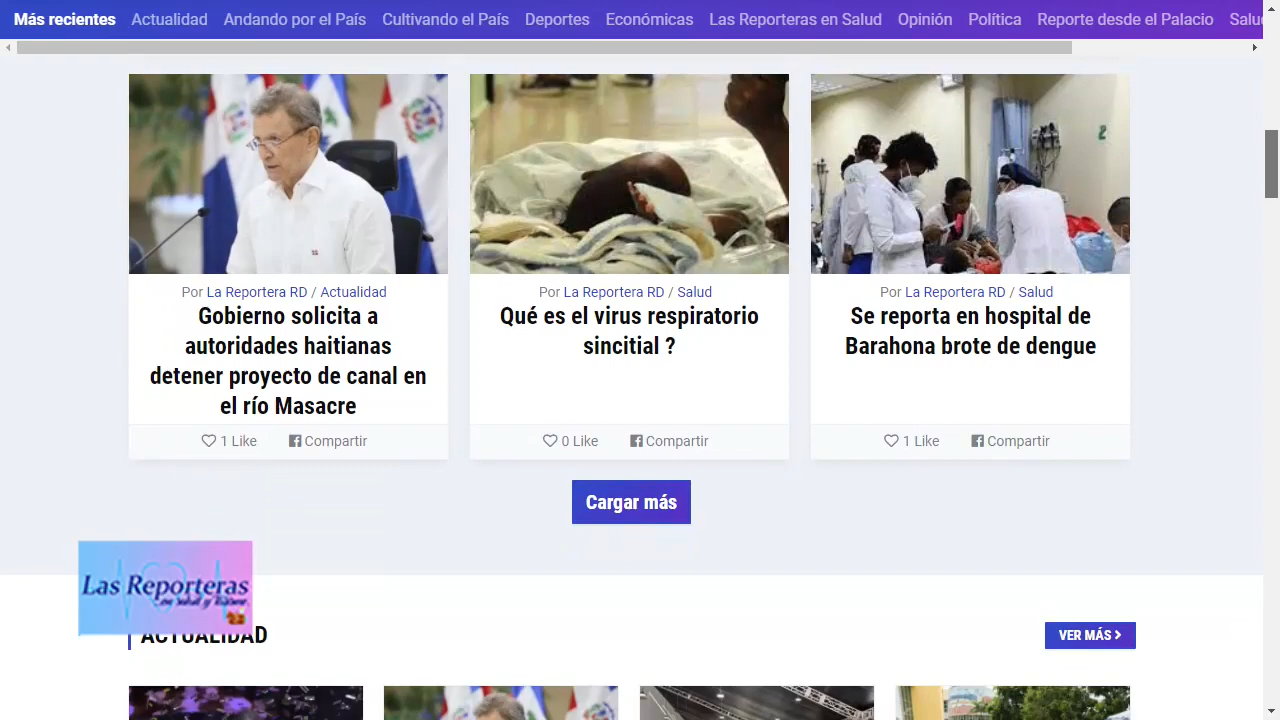 Más recientes Actualidad Andando por el País Cultivando el País Deportes Económicas Las Reporteras en Salud Opinión Política Reporte desde el Palacio
Por La Reportera RD / Actualidad
Gobierno solicita a
autoridades haitianas
detener proyecto de canal en
el río Masacre
1 Like Compartir
Por La Reportera RD / Salud
Qué es el virus respiratorio
sincitial ?
0 Like Compartir
Por La Reportera RD / Salud
Se reporta en hospital de
Barahona brote de dengue
1 Like Compartir
Cargar más
Las Reporteras
ACTUALIDAD
VER MÁS